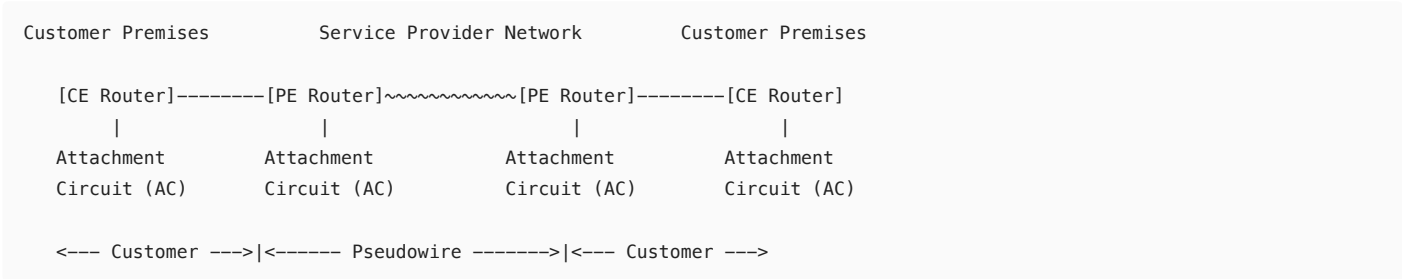 Customer Premises Service Provider Network Customer Premises
[CE Router]--------[PE Router]~~~~~~~~~~~~[PE Router]--------[CE Router]
| | | |
Attachment Attachment Attachment Attachment
Circuit (AC) Circuit (AC) Circuit (AC) Circuit (AC)
<--- Customer --->|<------ Pseudowire ------->|<--- Customer --->